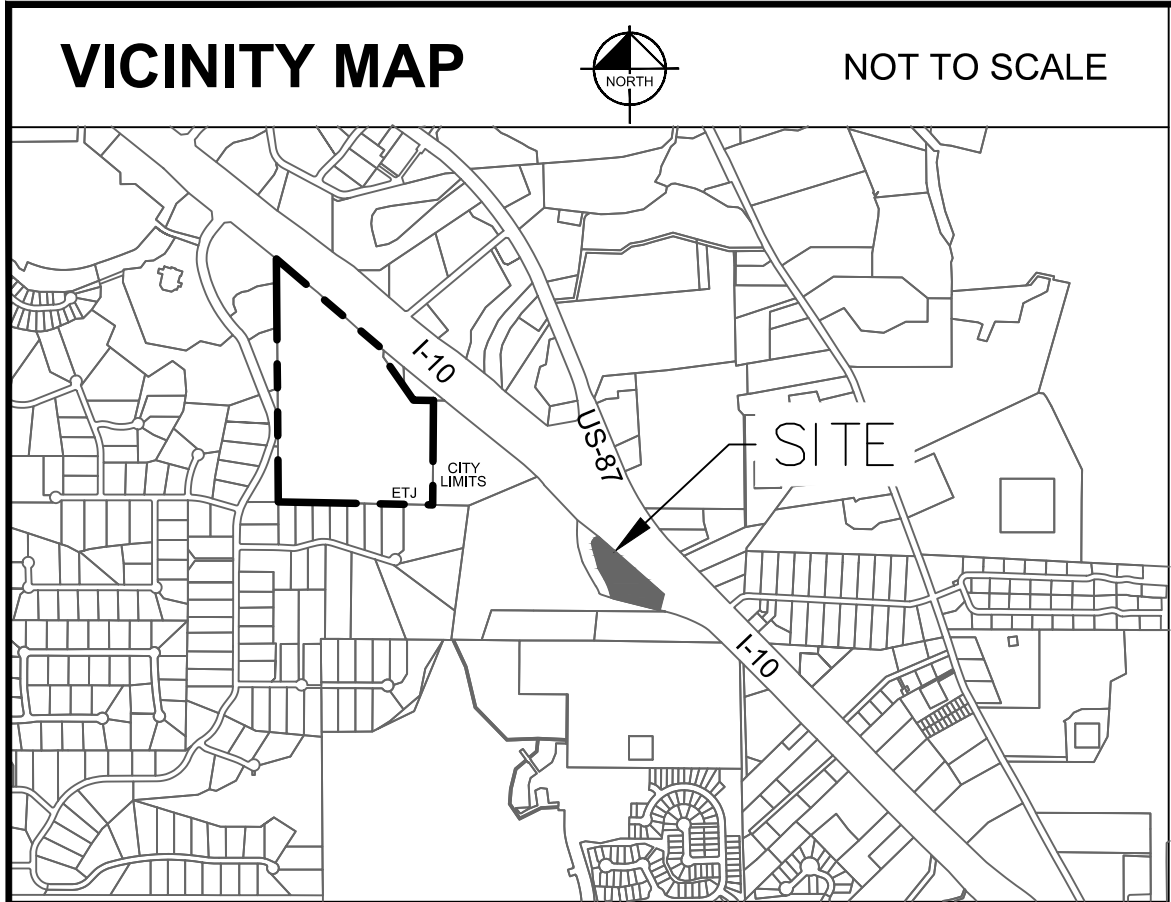 VICINITY MAP
NORTH
NOT TO SCALE
I-10
US-87
SITE
CITY
LIMITS
ETJ
I-10